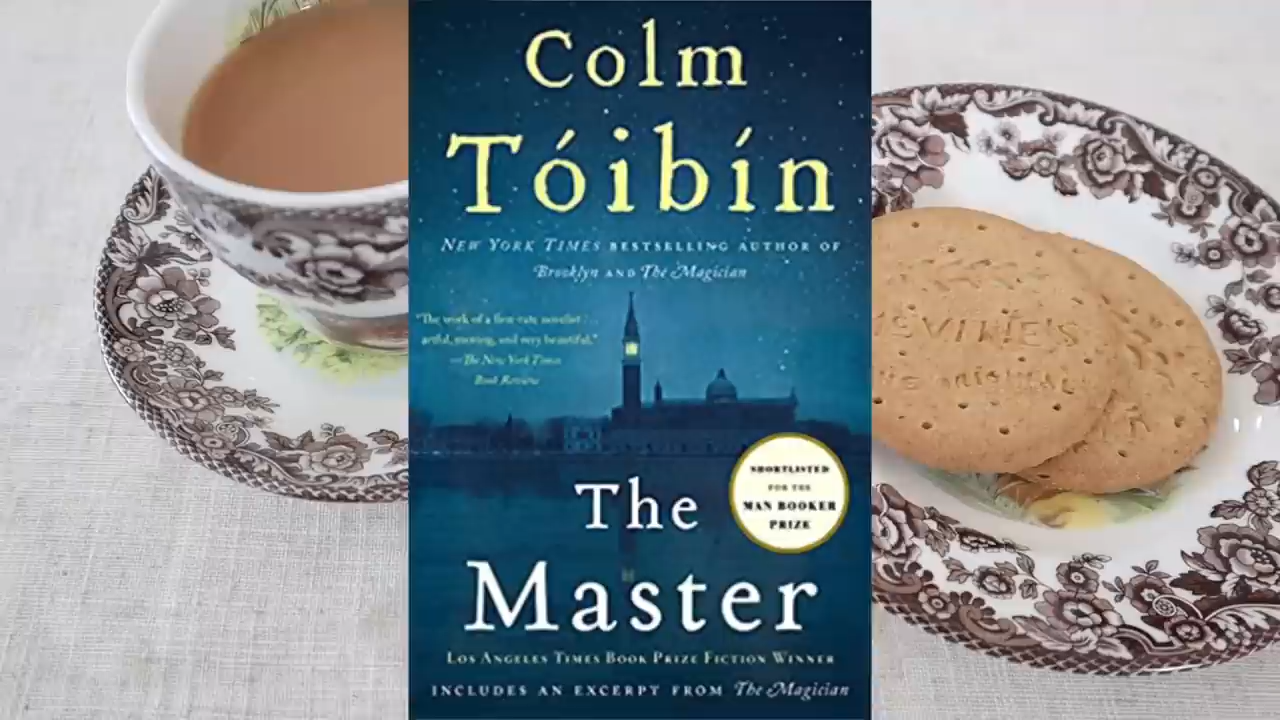 Colm
Tóibín
NEW YORK TIMES BESTSELLING AUTHOR OF
Brooklyn AND The Magician
"The work of a first-rate novelist . . .
artful, moving, and very beautiful."
—The New York Times
Book Review
SHORTLISTED
FOR THE
MAN BOOKER
PRIZE
The
Master
LOS ANGELES TIMES BOOK PRIZE FICTION WINNER
INCLUDES AN EXCERPT FROM The Magician
VITIE'S